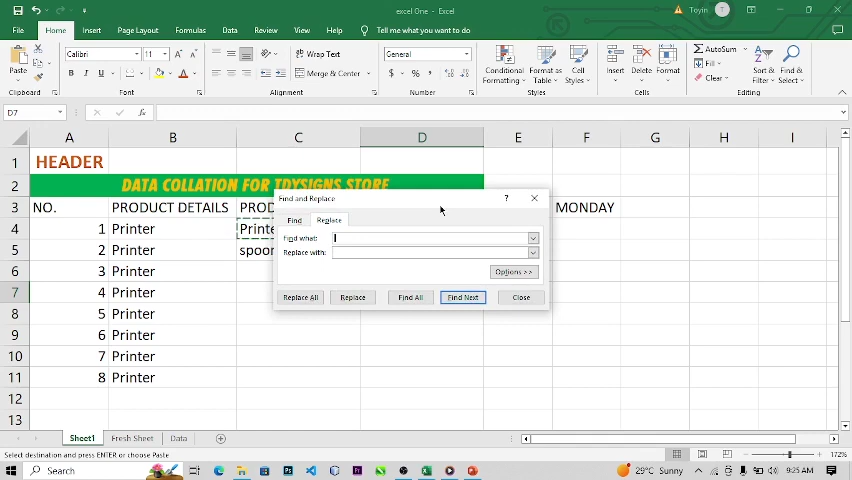 excel One - Excel
Toyin T
File Home Insert Page Layout Formulas Data Review View Help Tell me what you want to do
Paste Calibri 11 Wrap Text General Conditional Formatting Format as Table Cell Styles Insert Delete Format AutoSum Sort & Filter Find & Select
B I U Merge & Center $ % Fill
Clear
Clipboard Font Alignment Number Styles Cells Editing
D7 fx
A B C D E F G H I
1 HEADER
2 DATA COLLATION FOR TDYSIGNS STORE
3 NO. PRODUCT DETAILS PROD MONDAY
4 1 Printer Printe
5 2 Printer spoor
6 3 Printer
7 4 Printer
8 5 Printer
9 6 Printer
10 7 Printer
11 8 Printer
12
13
Find and Replace ?
Find Replace
Find what:
Replace with:
Options >>
Replace All Replace Find All Find Next Close
Sheet1 Fresh Sheet Data
Select destination and press ENTER or choose Paste 172%
Search 29°C Sunny 9:25 AM